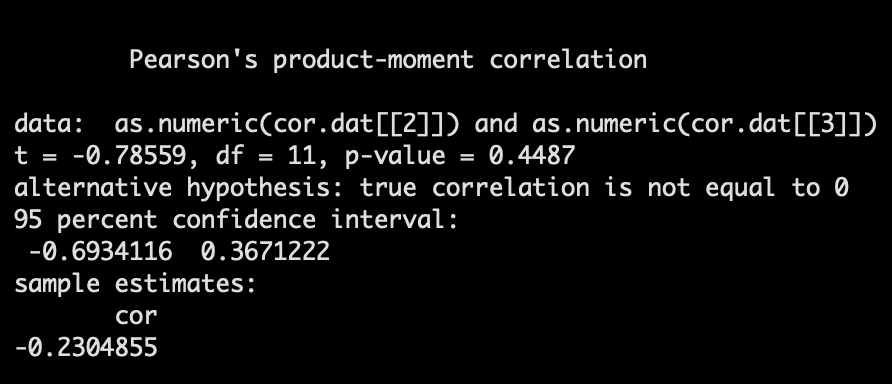 Pearson's product-moment correlation
data:  as.numeric(cor.dat[[2]]) and as.numeric(cor.dat[[3]])
t = -0.78559, df = 11, p-value = 0.4487
alternative hypothesis: true correlation is not equal to 0
95 percent confidence interval:
 -0.6934116  0.3671222
sample estimates:
       cor
-0.2304855